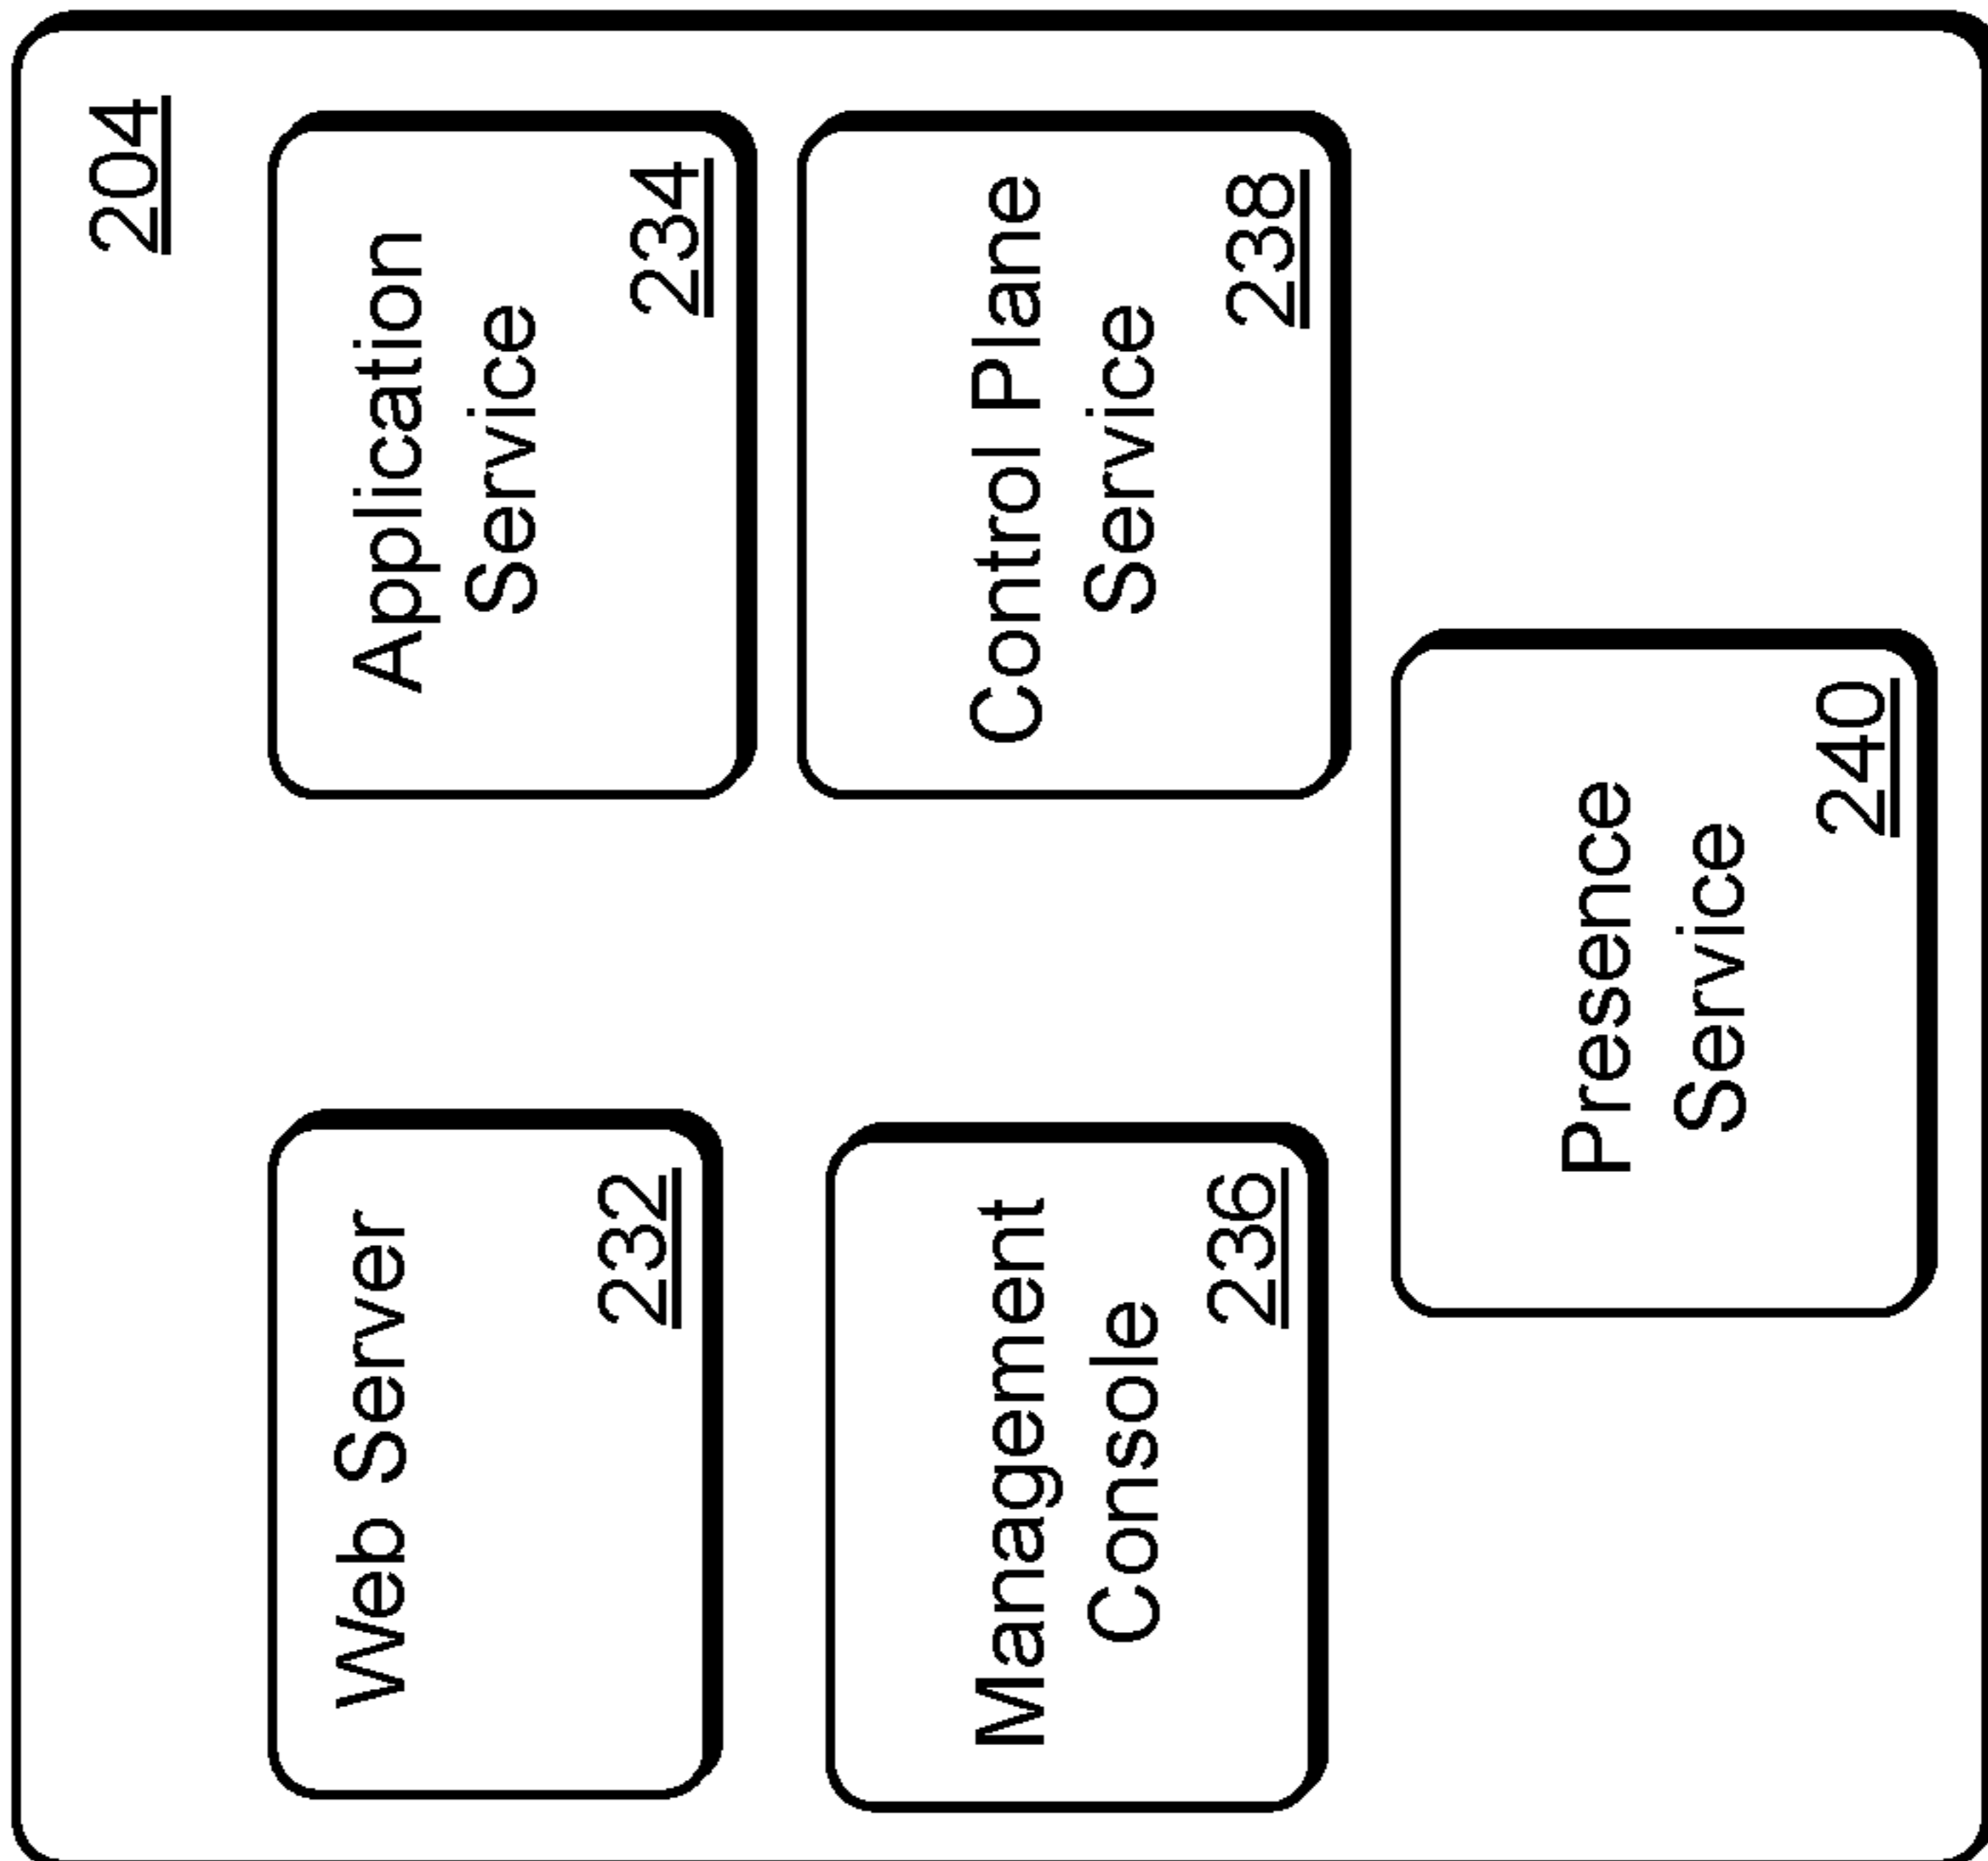 204
Web Server
232
Application
Service
234
Management
Console
236
Control Plane
Service
238
Presence
Service
240